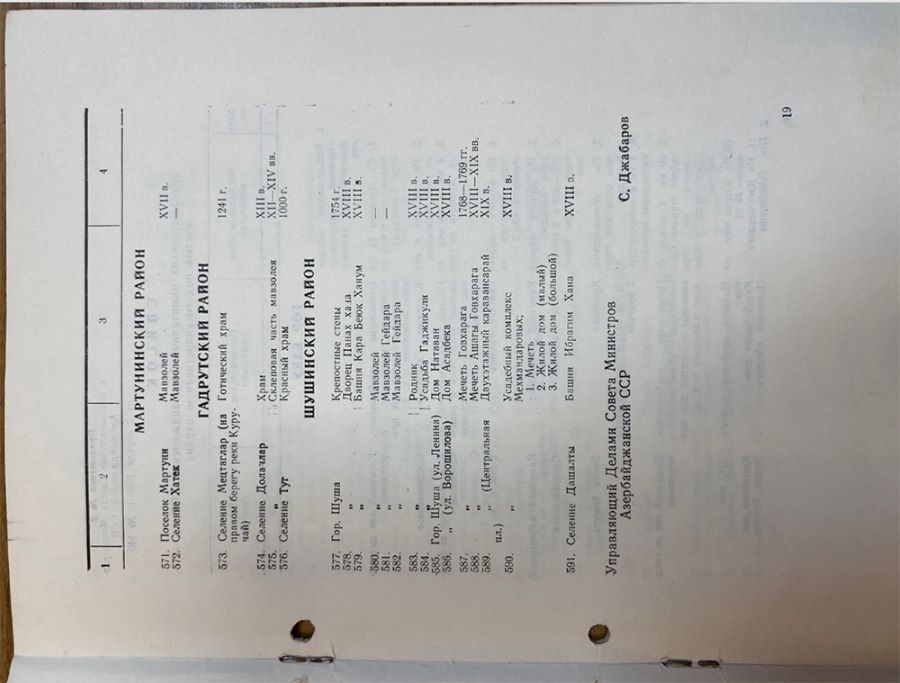 1 2 3 4
МАРТУНИНСКИЙ РАЙОН
571. Поселок Мартуни Мавзолей XVII в.
572. Селение Хатек Мавзолей —
ГАДРУТСКИЙ РАЙОН
573. Селение Мецтаглар (на Готический храм 1241 г.
правом берегу реки Куру-
чай)
574. Селение Долачлар Храм XIII в.
575. „ Склеповая часть мавзолея XII—XIV вв.
576. Селение Туг Красный храм 1000 г.
ШУШИНСКИЙ РАЙОН
577. Гор. Шуша Крепостные стены 1754 г.
578. „ Дворец Панах хана XVIII в.
579. „ Башня Кара Беюк Ханум XVIII в.
580. „ Мавзолей —
581. „ Мавзолей Гейдара —
582. „ Мавзолей Гейдара
583. „ Родник XVIII в.
584. „ Усадьба Гаджикули XVIII в.
585. Гор. Шуша (ул. Ленина) Дом Натаван XVIII в.
586. „ (ул. Ворошилова) Дом Асадбека XVIII в.
587. „ Мечеть Говхарага 1768—1769 гг.
588. „ Мечеть Ашагы Говхарага XVIII—XIX вв.
589. „ (Центральная Двухэтажный каравансарай XIX в.
пл.)
590. „ Усадебный комплекс XVIII в.
Мехмандаровых;
1. Мечеть
2. Жилой дом (малый)
3. Жилой дом (большой)
591. Селение Дашалты Башня Ибрагим Хана XVIII в.
Управляющий Делами Совета Министров
Азербайджанской ССР С. Джабаров
19